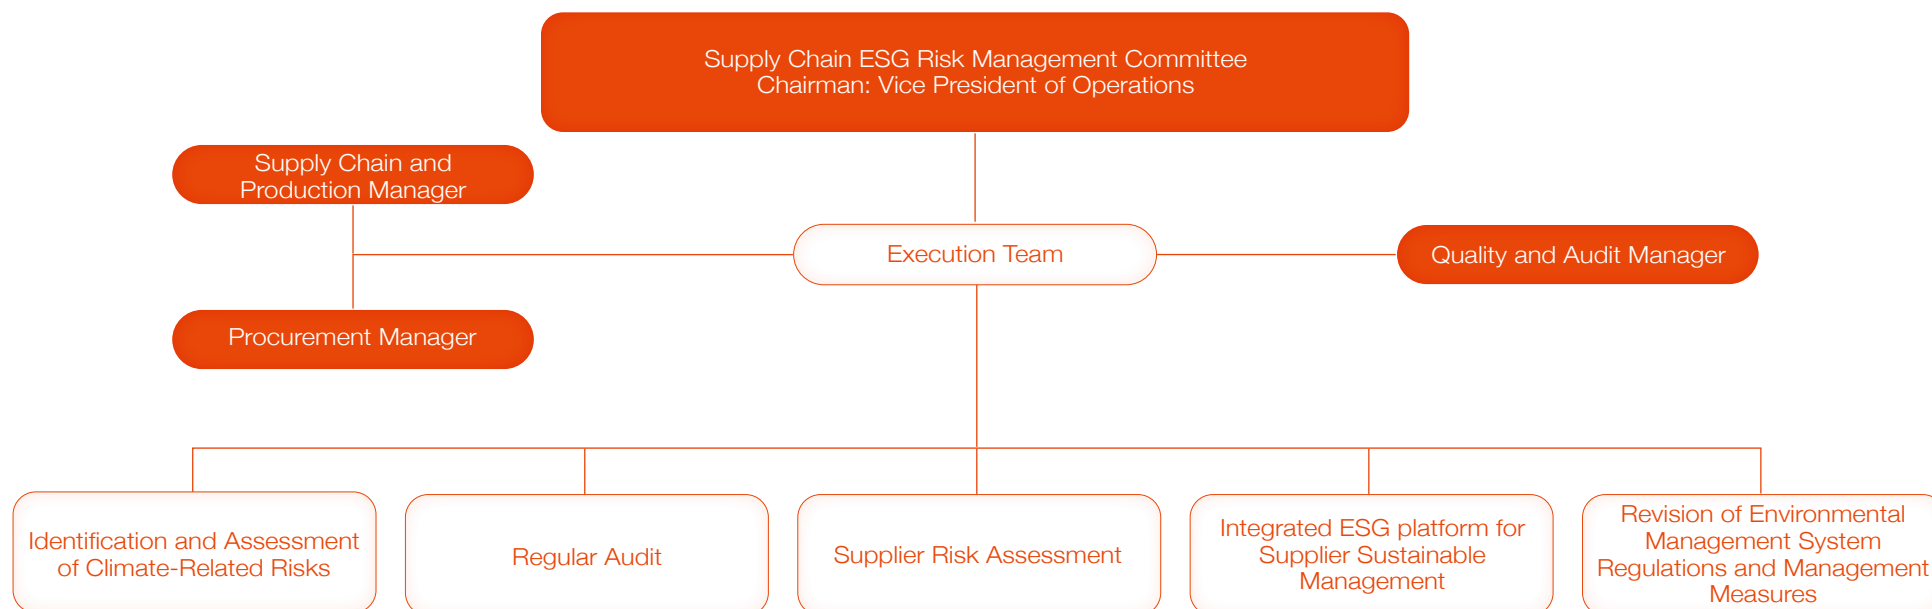 Supply Chain ESG Risk Management Committee
Chairman: Vice President of Operations
Supply Chain and
Production Manager
Execution Team
Quality and Audit Manager
Procurement Manager
Identification and Assessment
of Climate-Related Risks
Regular Audit
Supplier Risk Assessment
Integrated ESG platform for
Supplier Sustainable
Management
Revision of Environmental
Management System
Regulations and Management
Measures